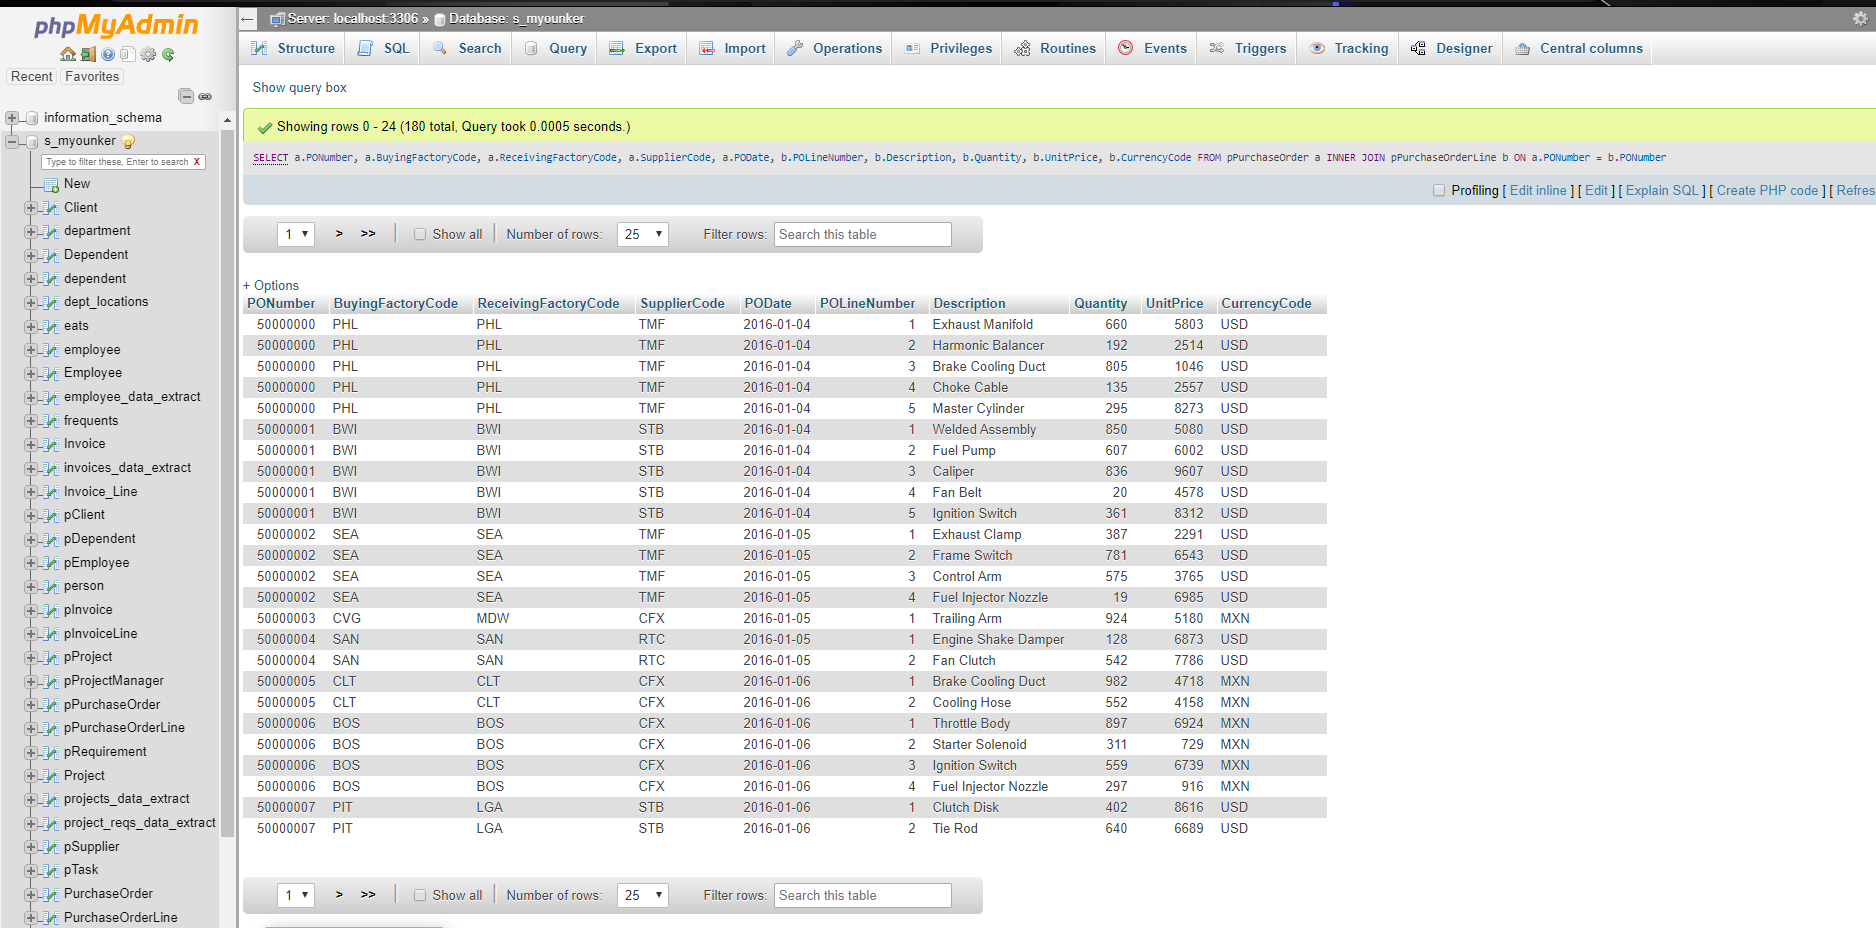 phpMyAdmin
Recent Favorites
information_schema
s_myounker
Type to filter these, Enter to search X
New
Client
department
Dependent
dependent
dept_locations
eats
employee
Employee
employee_data_extract
frequents
Invoice
invoices_data_extract
Invoice_Line
pClient
pDependent
pEmployee
person
pInvoice
pInvoiceLine
pProject
pProjectManager
pPurchaseOrder
pPurchaseOrderLine
pRequirement
Project
projects_data_extract
project_reqs_data_extract
pSupplier
pTask
PurchaseOrder
PurchaseOrderLine
Server: localhost:3306 » Database: s_myounker
Structure SQL Search Query Export Import Operations Privileges Routines Events Triggers Tracking Designer Central columns
Show query box
Showing rows 0 - 24 (180 total, Query took 0.0005 seconds.)
SELECT a.PONumber, a.BuyingFactoryCode, a.ReceivingFactoryCode, a.SupplierCode, a.PODate, b.POLineNumber, b.Description, b.Quantity, b.UnitPrice, b.CurrencyCode FROM pPurchaseOrder a INNER JOIN pPurchaseOrderLine b ON a.PONumber = b.PONumber
Profiling [ Edit inline ] [ Edit ] [ Explain SQL ] [ Create PHP code ] [ Refres
1 > >> Show all Number of rows: 25 Filter rows: Search this table
+ Options
PONumber BuyingFactoryCode ReceivingFactoryCode SupplierCode PODate POLineNumber Description Quantity UnitPrice CurrencyCode
50000000 PHL PHL TMF 2016-01-04 1 Exhaust Manifold 660 5803 USD
50000000 PHL PHL TMF 2016-01-04 2 Harmonic Balancer 192 2514 USD
50000000 PHL PHL TMF 2016-01-04 3 Brake Cooling Duct 805 1046 USD
50000000 PHL PHL TMF 2016-01-04 4 Choke Cable 135 2557 USD
50000000 PHL PHL TMF 2016-01-04 5 Master Cylinder 295 8273 USD
50000001 BWI BWI STB 2016-01-04 1 Welded Assembly 850 5080 USD
50000001 BWI BWI STB 2016-01-04 2 Fuel Pump 607 6002 USD
50000001 BWI BWI STB 2016-01-04 3 Caliper 836 9607 USD
50000001 BWI BWI STB 2016-01-04 4 Fan Belt 20 4578 USD
50000001 BWI BWI STB 2016-01-04 5 Ignition Switch 361 8312 USD
50000002 SEA SEA TMF 2016-01-05 1 Exhaust Clamp 387 2291 USD
50000002 SEA SEA TMF 2016-01-05 2 Frame Switch 781 6543 USD
50000002 SEA SEA TMF 2016-01-05 3 Control Arm 575 3765 USD
50000002 SEA SEA TMF 2016-01-05 4 Fuel Injector Nozzle 19 6985 USD
50000003 CVG MDW CFX 2016-01-05 1 Trailing Arm 924 5180 MXN
50000004 SAN SAN RTC 2016-01-05 1 Engine Shake Damper 128 6873 USD
50000004 SAN SAN RTC 2016-01-05 2 Fan Clutch 542 7786 USD
50000005 CLT CLT CFX 2016-01-06 1 Brake Cooling Duct 982 4718 MXN
50000005 CLT CLT CFX 2016-01-06 2 Cooling Hose 552 4158 MXN
50000006 BOS BOS CFX 2016-01-06 1 Throttle Body 897 6924 MXN
50000006 BOS BOS CFX 2016-01-06 2 Starter Solenoid 311 729 MXN
50000006 BOS BOS CFX 2016-01-06 3 Ignition Switch 559 6739 MXN
50000006 BOS BOS CFX 2016-01-06 4 Fuel Injector Nozzle 297 916 MXN
50000007 PIT LGA STB 2016-01-06 1 Clutch Disk 402 8616 USD
50000007 PIT LGA STB 2016-01-06 2 Tie Rod 640 6689 USD
1 > >> Show all Number of rows: 25 Filter rows: Search this table